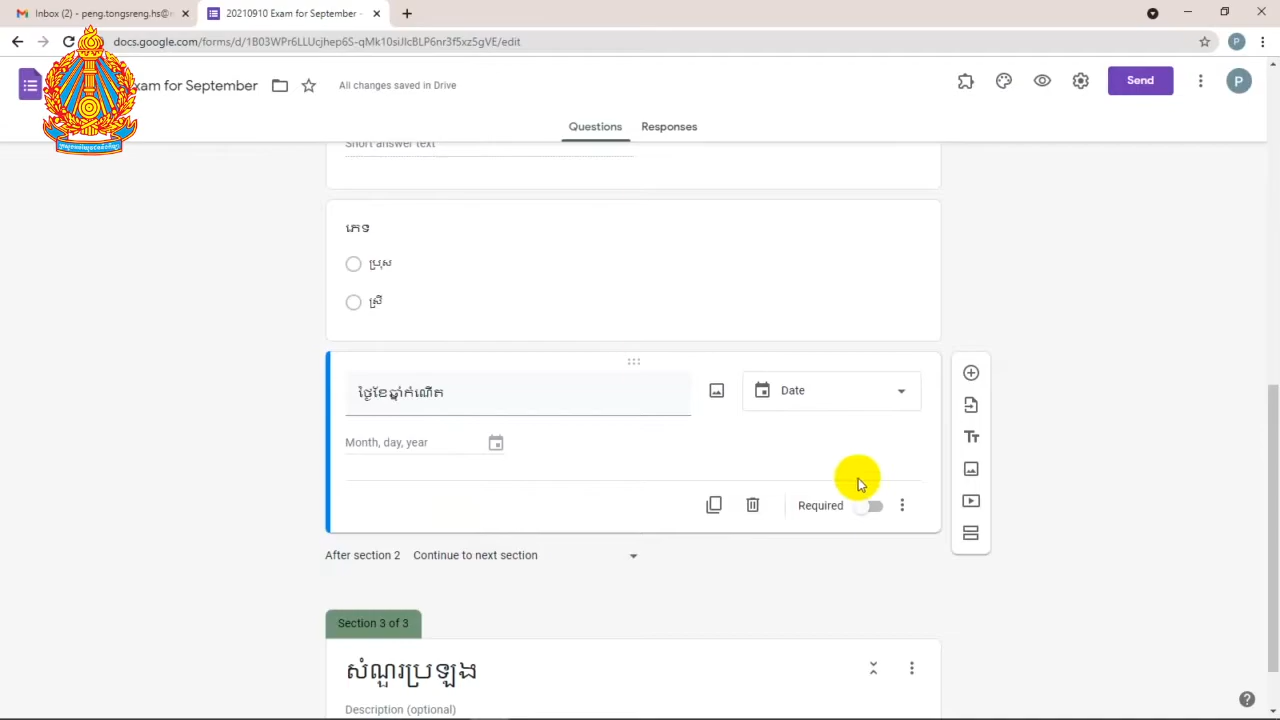 Inbox (2) - peng.tongsreng.hs@
20210910 Exam for September -
docs.google.com/forms/d/1B03WPr6LLUcjhep6S-qMk10siJlcBLP6nr3f5xz5gVE/edit
P
xam for September
All changes saved in Drive
Send
P
Questions
Responses
Short answer text
ភេទ
ប្រុស
ស្រី
ថ្ងៃខែឆ្នាំកំណើត
Date
Month, day, year
Required
After section 2 Continue to next section
Section 3 of 3
សំណួរប្រឡង
Description (optional)